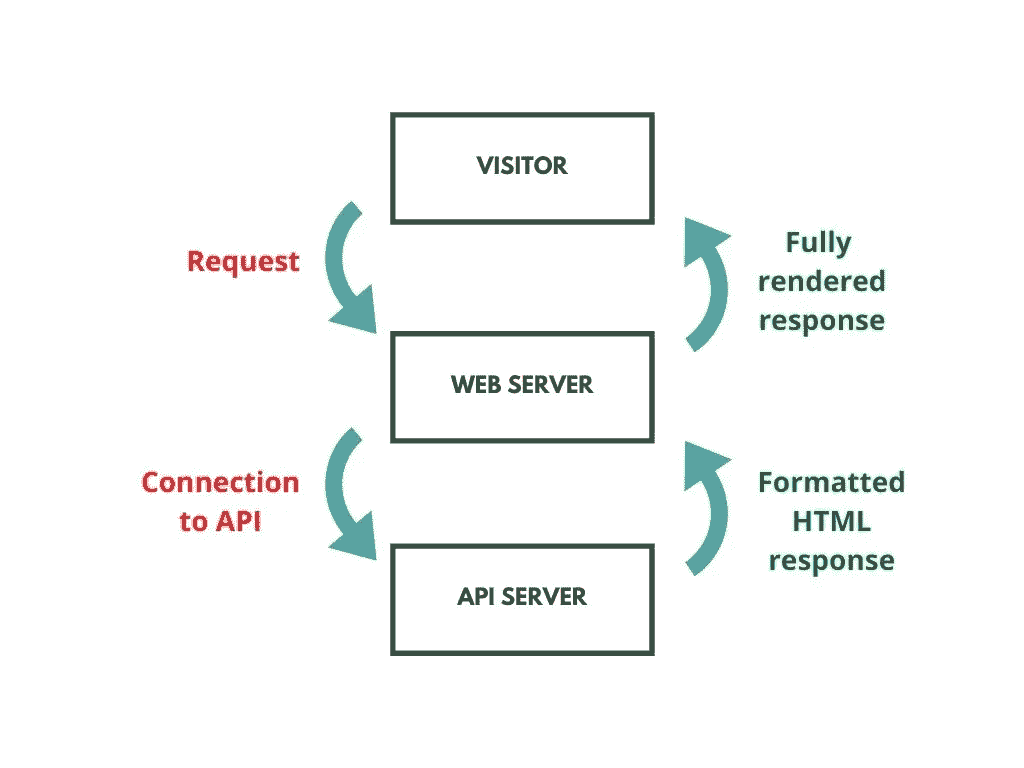 VISITOR
Request
Fully
rendered
response
WEB SERVER
Connection
to API
Formatted
HTML
response
API SERVER